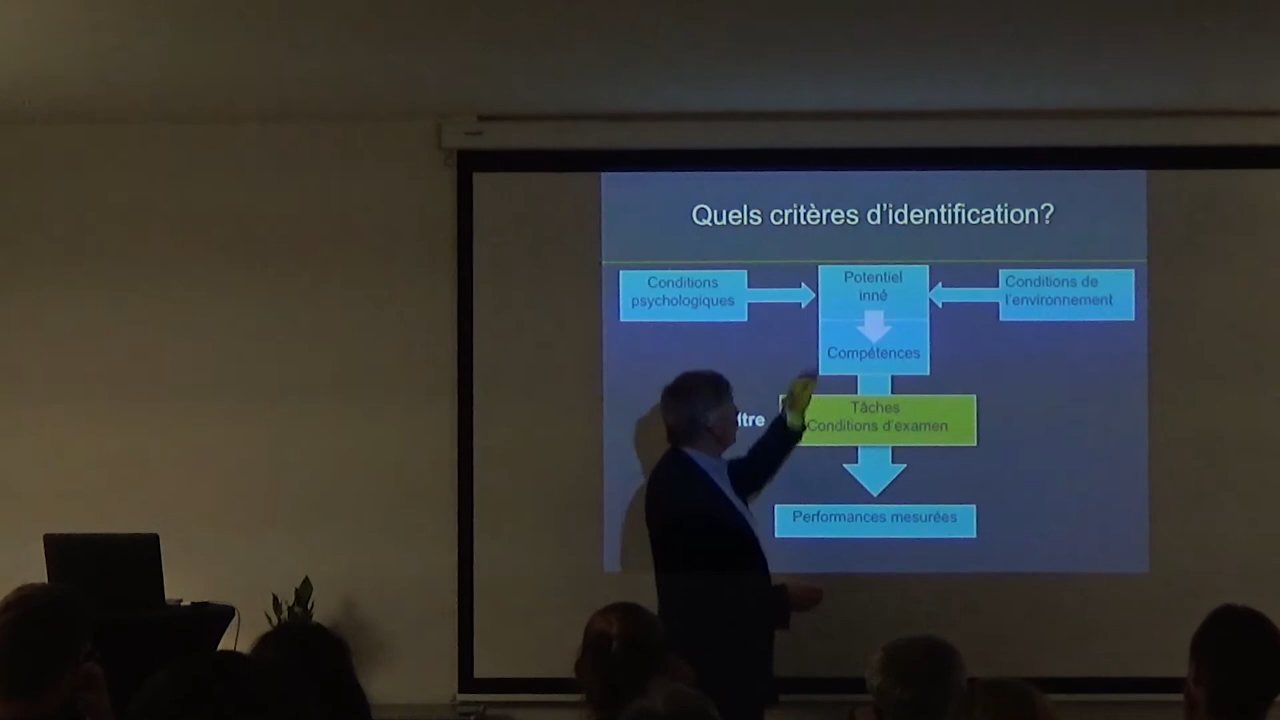 Quels critères d'identification?
Conditions
psychologiques
Potentiel
inné
Conditions de
l'environnement
Compétences
Tâches
Conditions d'examen
Performances mesurées